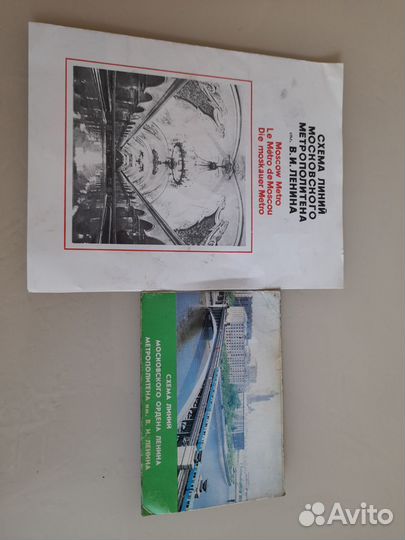 СХЕМА ЛИНИЙ
МОСКОВСКОГО
МЕТРОПОЛИТЕНА
им. В.И. ЛЕНИНА
Moscow Metro
Le Métro de Moscou
Die moskauer Metro
СХЕМА ЛИНИЙ
МОСКОВСКОГО ОРДЕНА ЛЕНИНА
МЕТРОПОЛИТЕНА им. В. И. ЛЕНИНА
Avito